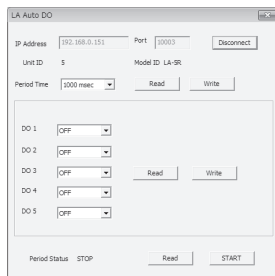 LA Auto DO
IP Address 192.168.0.151 Port 10003 Disconnect
Unit ID 5 Model ID LA-5R
Period Time 1000 msec Read Write
DO 1 OFF
DO 2 OFF
DO 3 OFF Read Write
DO 4 OFF
DO 5 OFF
Period Status STOP Read START